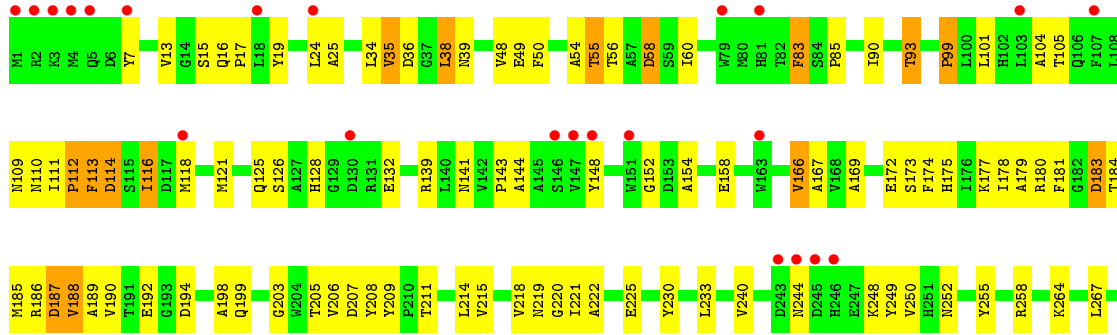 M1 R2 K3 M4 Q5 D6 Y7 V13 G14 S15 Q16 P17 L18 Y19 L24 A25 L34 V35 D36 G37 L38 N39 V48 E49 F50 A54 T55 T56 A57 D58 S59 I60 W79 M80 H81 T82 F83 S84 P85 I90 T93 P99 L100 L101 H102 L103 A104 T105 Q106 F107 L108
N109 N110 I111 P112 F113 D114 S115 I116 D117 M118 M121 Q125 S126 A127 H128 G129 D130 R131 E132 R139 L140 N141 V142 P143 A144 A145 S146 V147 Y148 W151 G152 D153 A154 E158 W163 V166 A167 V168 A169 E172 S173 F174 H175 I176 K177 I178 A179 R180 F181 G182 D183 T184
M185 R186 D187 V188 A189 V190 T191 E192 G193 D194 A198 Q199 G203 W204 T205 V206 D207 Y208 Y209 P210 T211 L214 V215 V218 N219 G220 I221 A222 E225 Y230 L233 V240 D243 N244 D245 H246 E247 K248 Y249 V250 H251 N252 Y255 R258 K264 L267